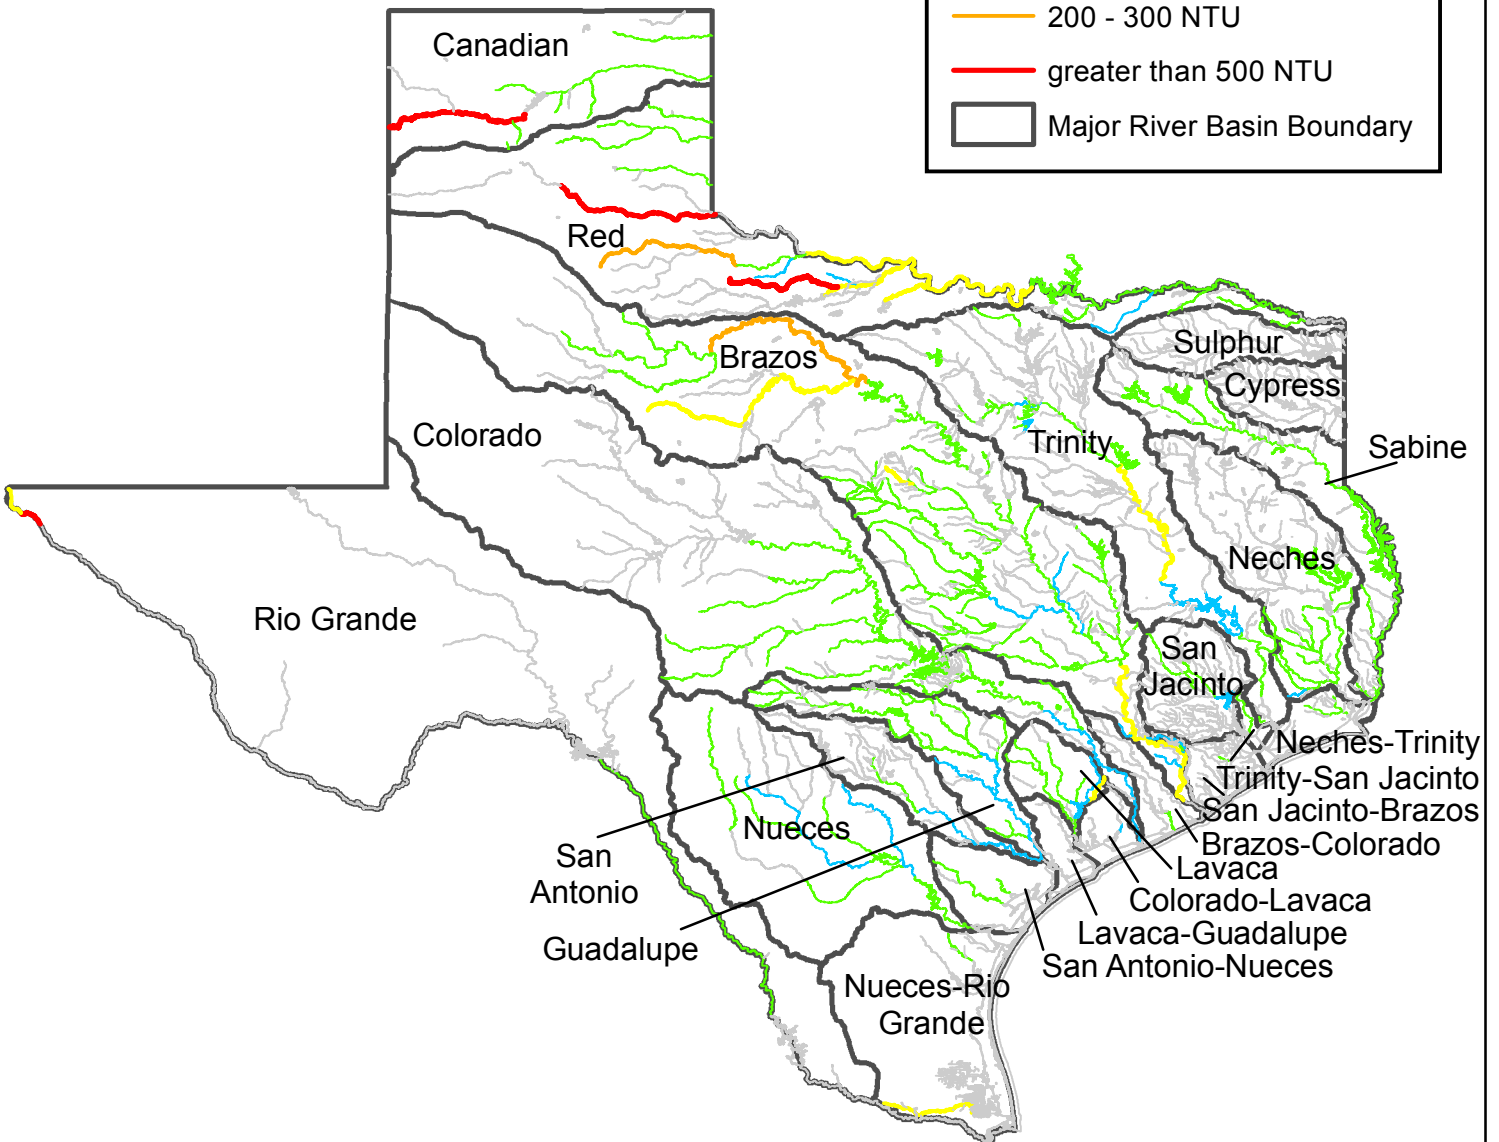 200 - 300 NTU
greater than 500 NTU
Major River Basin Boundary
Canadian
Red
Brazos
Sulphur
Cypress
Colorado
Trinity
Sabine
Neches
Rio Grande
San
Jacinto
Neches-Trinity
Trinity-San Jacinto
San Jacinto-Brazos
Brazos-Colorado
Lavaca
Colorado-Lavaca
Lavaca-Guadalupe
San Antonio-Nueces
Nueces
San
Antonio
Guadalupe
Nueces-Rio
Grande